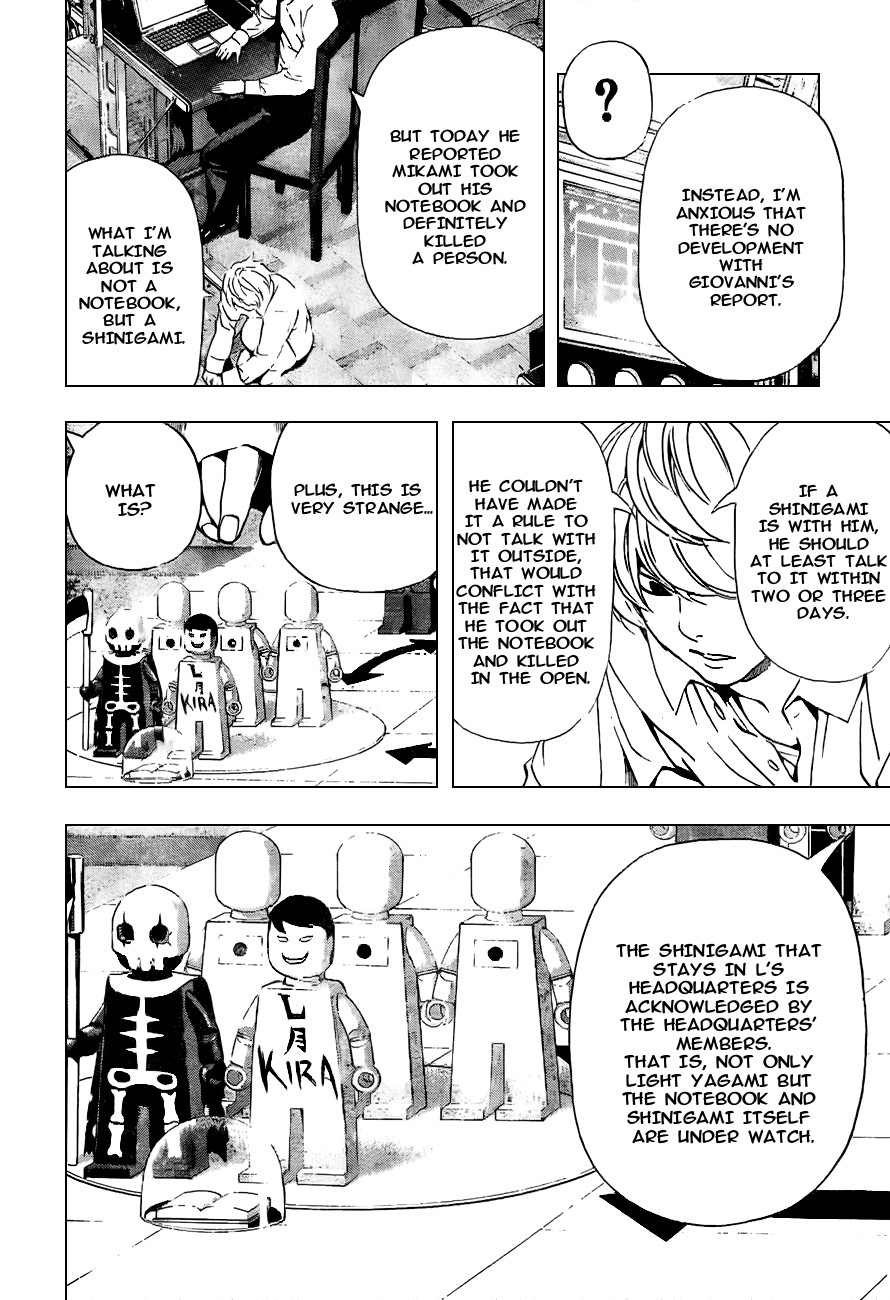 ?
INSTEAD, I'M
ANXIOUS THAT
THERE'S NO
DEVELOPMENT
WITH
GIOVANNI'S
REPORT.
BUT TODAY HE
REPORTED
MIKAMI TOOK
OUT HIS
NOTEBOOK AND
DEFINITELY
KILLED
A PERSON.
WHAT I'M
TALKING
ABOUT IS
NOT A
NOTEBOOK,
BUT A
SHINIGAMI.
IF A
SHINIGAMI
IS WITH HIM,
HE SHOULD
AT LEAST TALK
TO IT WITHIN
TWO OR THREE
DAYS.
HE COULDN'T
HAVE MADE
IT A RULE TO
NOT TALK WITH
IT OUTSIDE,
THAT WOULD
CONFLICT WITH
THE FACT THAT
HE TOOK OUT
THE NOTEBOOK
AND KILLED
IN THE OPEN.
PLUS, THIS IS
VERY STRANGE...
WHAT
IS?
L
月
KIRA
THE SHINIGAMI THAT
STAYS IN L'S
HEADQUARTERS IS
ACKNOWLEDGED BY
THE HEADQUARTERS'
MEMBERS.
THAT IS, NOT ONLY
LIGHT YAGAMI BUT
THE NOTEBOOK AND
SHINIGAMI ITSELF
ARE UNDER WATCH.
L
月
KIRA